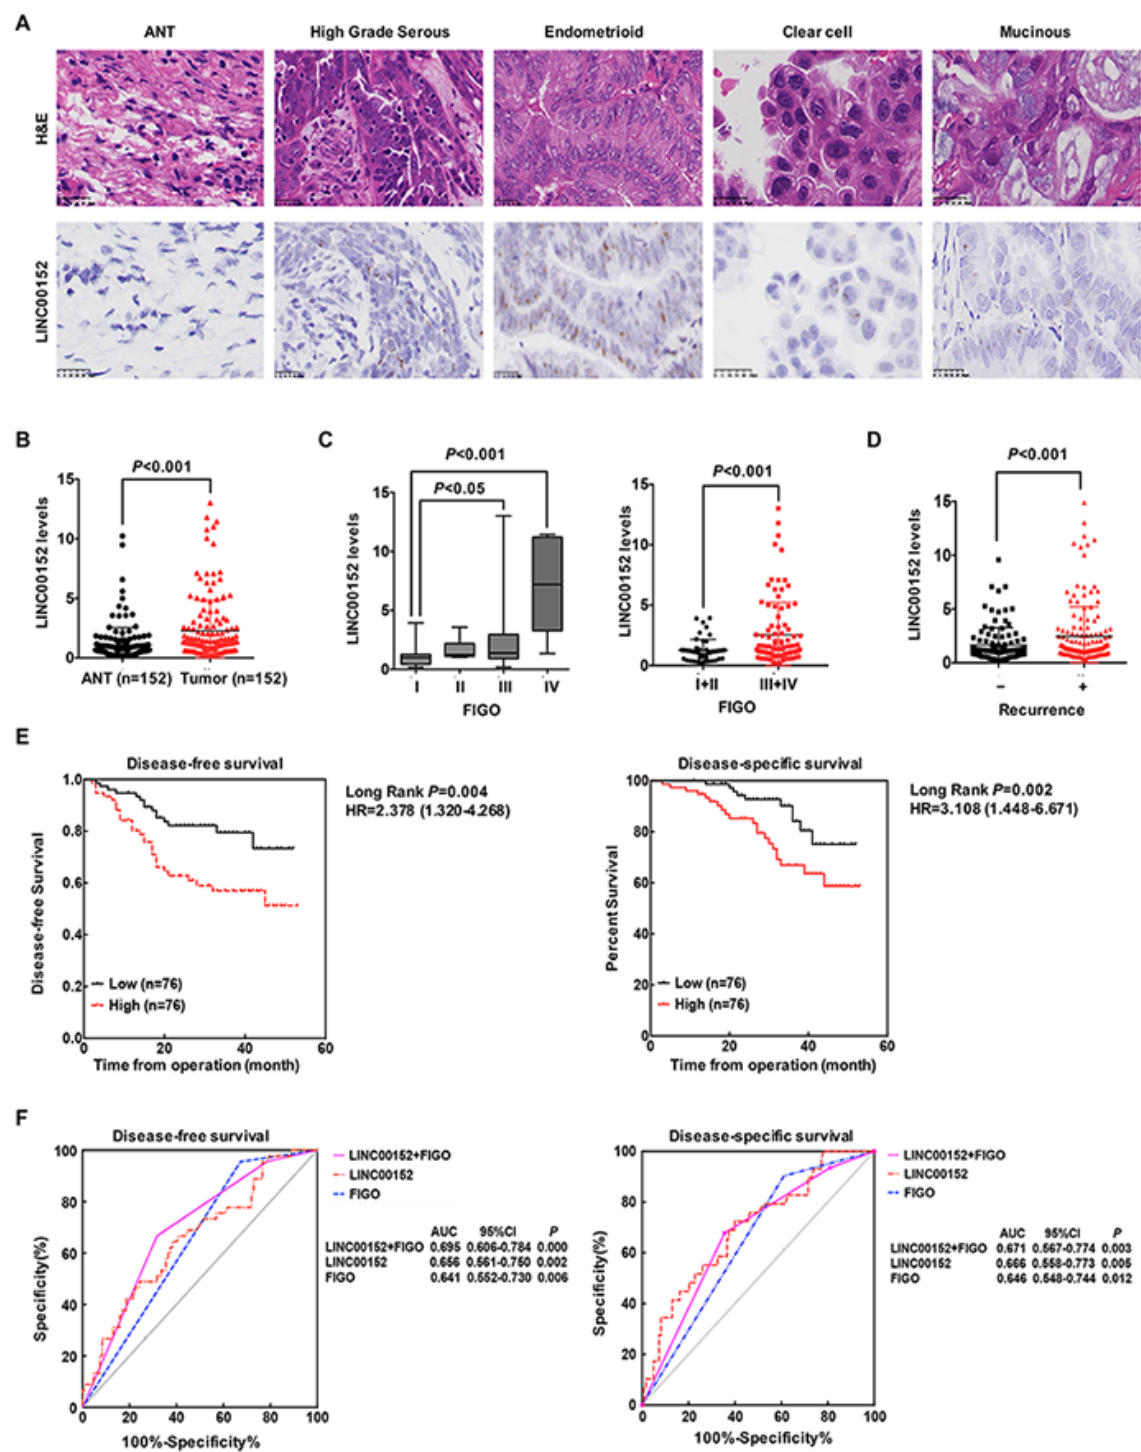 A
ANT
High Grade Serous
Endometrioid
Clear cell
Mucinous
H&E
LINC00152
B
P<0.001
LINC00152 levels
15
10
5
0
ANT (n=152) Tumor (n=152)
C
P<0.001
P<0.05
LINC00152 levels
15
10
5
0
I II III IV
FIGO
P<0.001
LINC00152 levels
15
10
5
0
I+II III+IV
FIGO
D
P<0.001
LINC00152 levels
15
10
5
0
– +
Recurrence
E
Disease-free survival
Long Rank P=0.004
HR=2.378 (1.320-4.268)
Disease-free Survival
1.0
0.8
0.6
0.4
0.2
0.0
Low (n=76)
High (n=76)
0 20 40 60
Time from operation (month)
Disease-specific survival
Long Rank P=0.002
HR=3.108 (1.448-6.671)
Percent Survival
100
80
60
40
20
0
Low (n=76)
High (n=76)
0 20 40 60
Time from operation (month)
F
Disease-free survival
Specificity(%)
100
80
60
40
20
0
0 20 40 60 80 100
100%-Specificity%
LINC00152+FIGO
LINC00152
FIGO
AUC 95%CI P
LINC00152+FIGO 0.695 0.606-0.784 0.000
LINC00152 0.656 0.561-0.750 0.002
FIGO 0.641 0.552-0.730 0.006
Disease-specific survival
Specificity(%)
100
80
60
40
20
0
0 20 40 60 80 100
100%-Specificity%
LINC00152+FIGO
LINC00152
FIGO
AUC 95%CI P
LINC00152+FIGO 0.671 0.567-0.774 0.003
LINC00152 0.666 0.558-0.773 0.005
FIGO 0.646 0.548-0.744 0.012